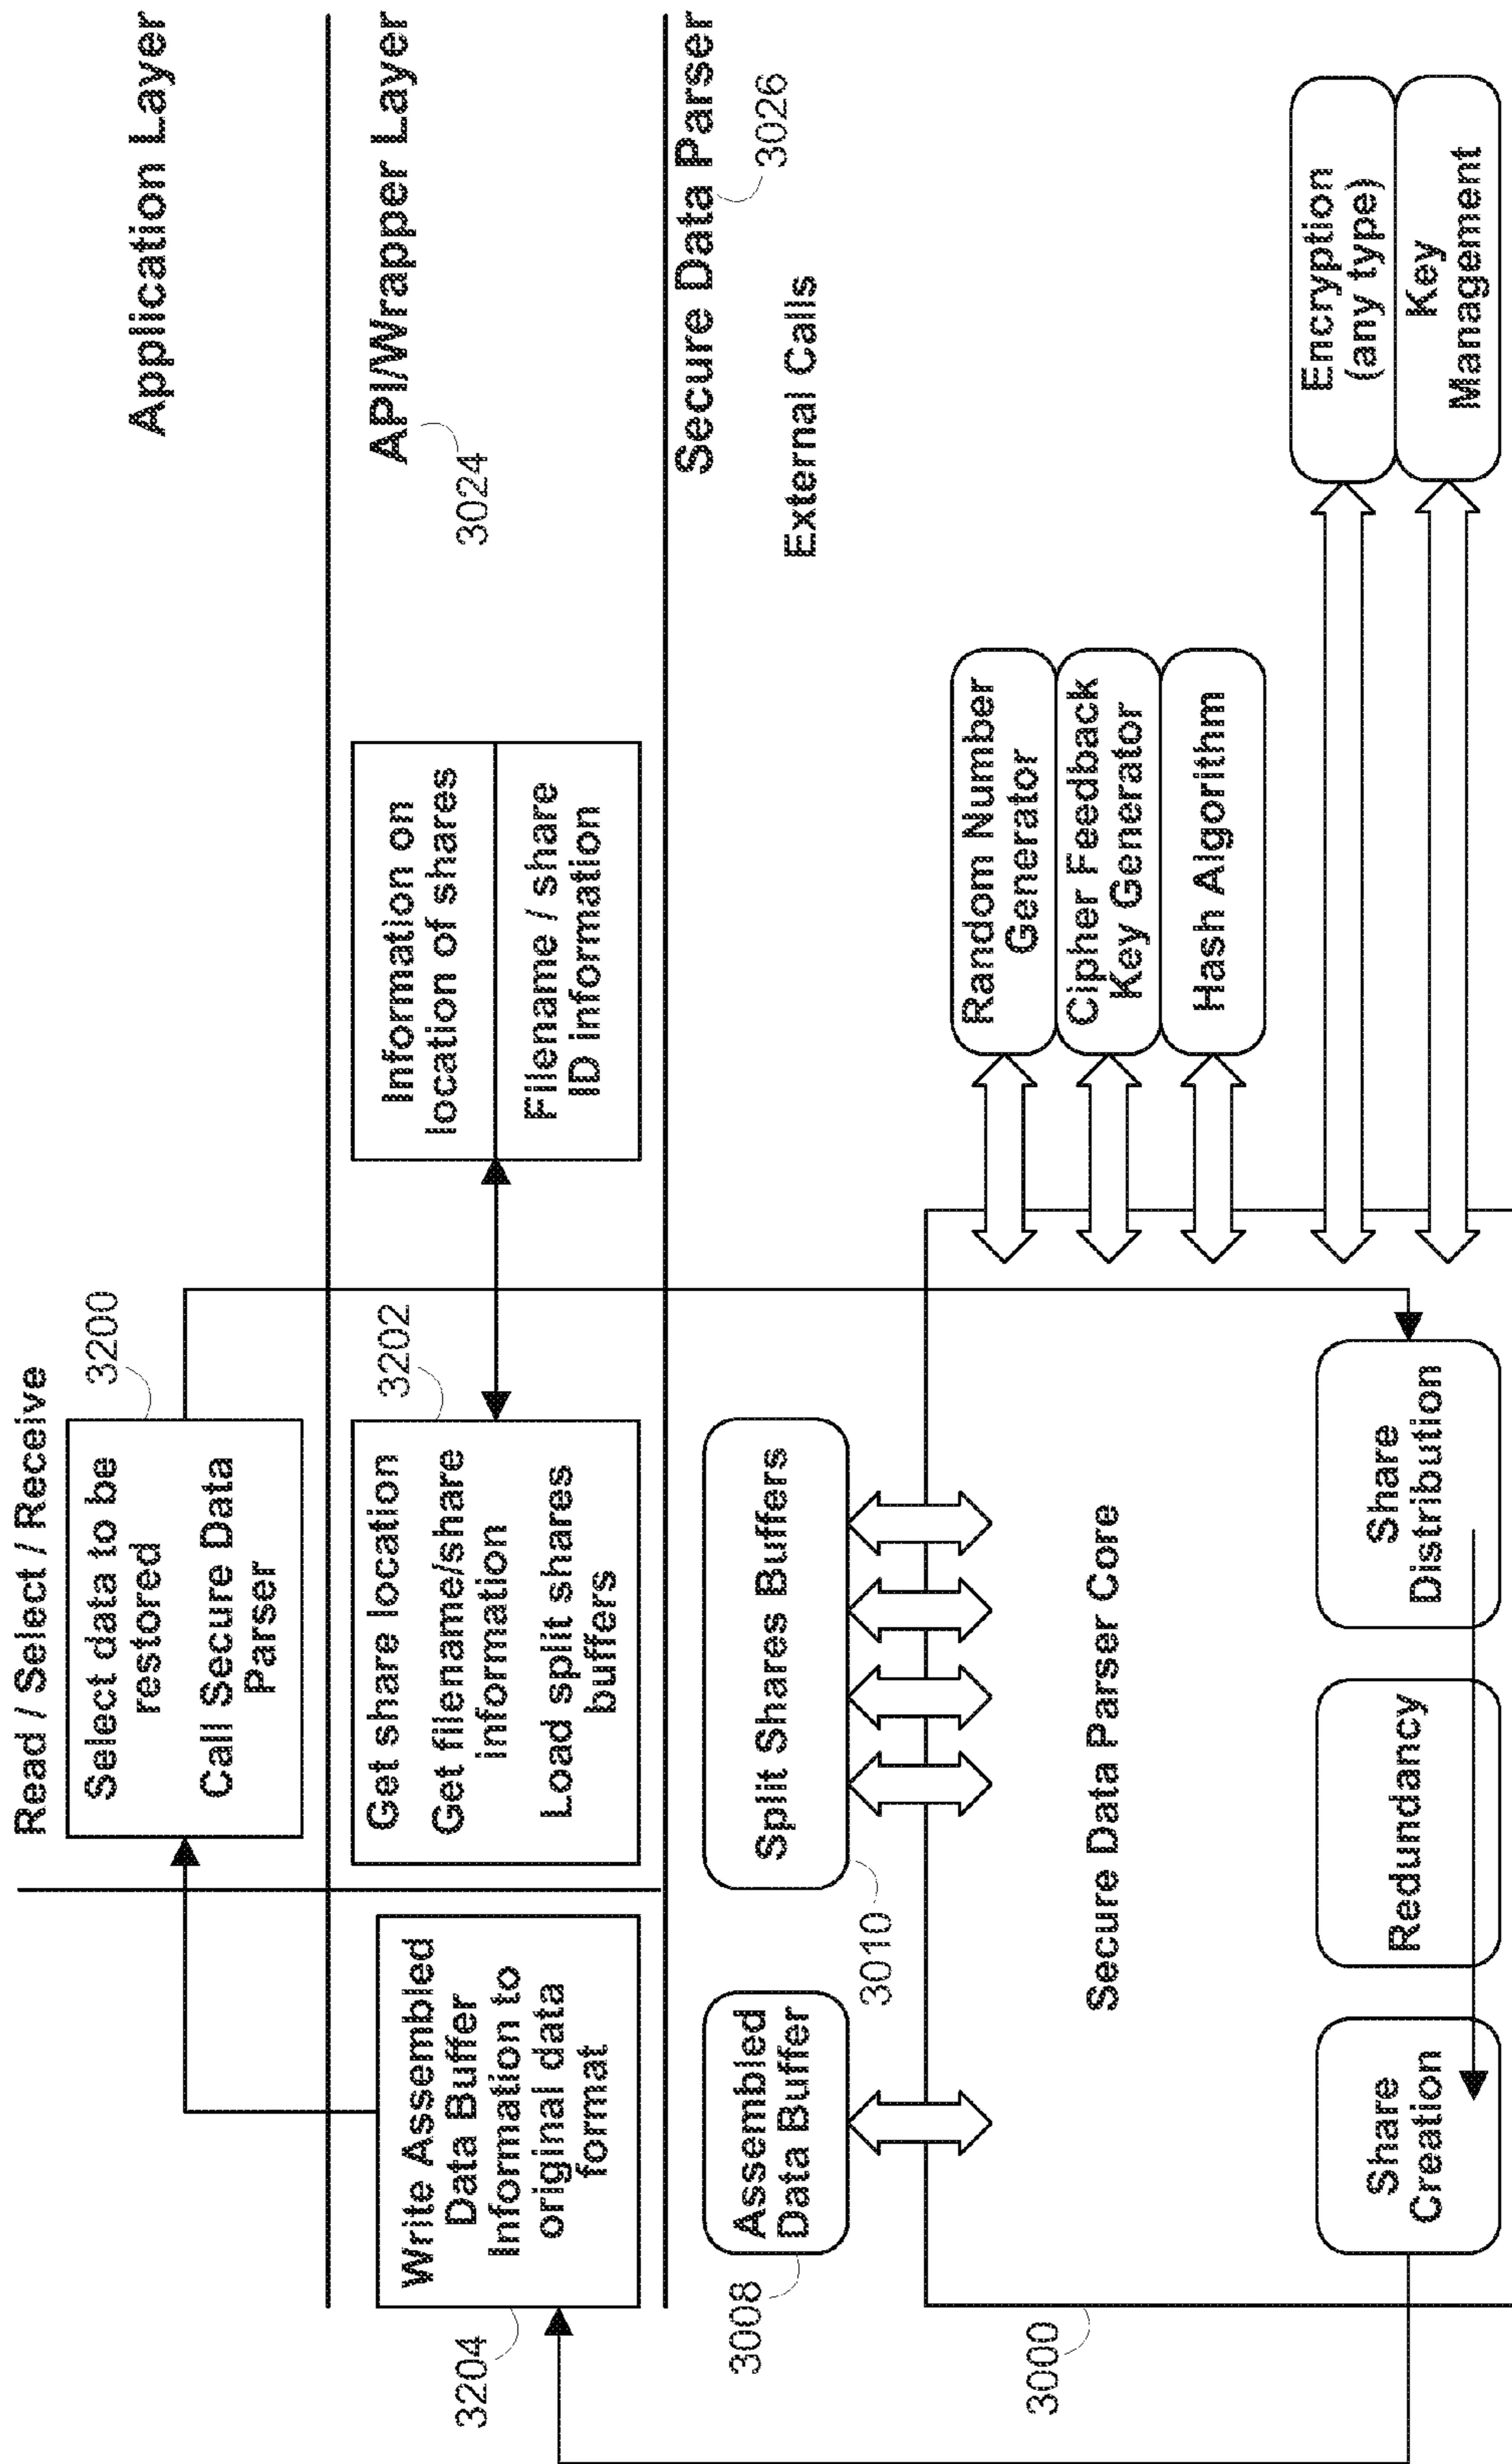 Read / Select / Receive
Application Layer
3200
Select data to be
restored
Call Secure Data
Parser
API/Wrapper Layer
3024
3204
Write Assembled
Data Buffer
Information to
original data
format
3202
Get share location
Get filename/share
information
Load split shares
buffers
Information on
location of shares
Filename / share
ID information
Secure Data Parser
3026
External Calls
3008
Assembled
Data Buffer
3010
Split Shares Buffers
3000
Secure Data Parser Core
Random Number
Generator
Cipher Feedback
Key Generator
Hash Algorithm
Share
Creation
Redundancy
Share
Distribution
Encryption
(any type)
Key
Management